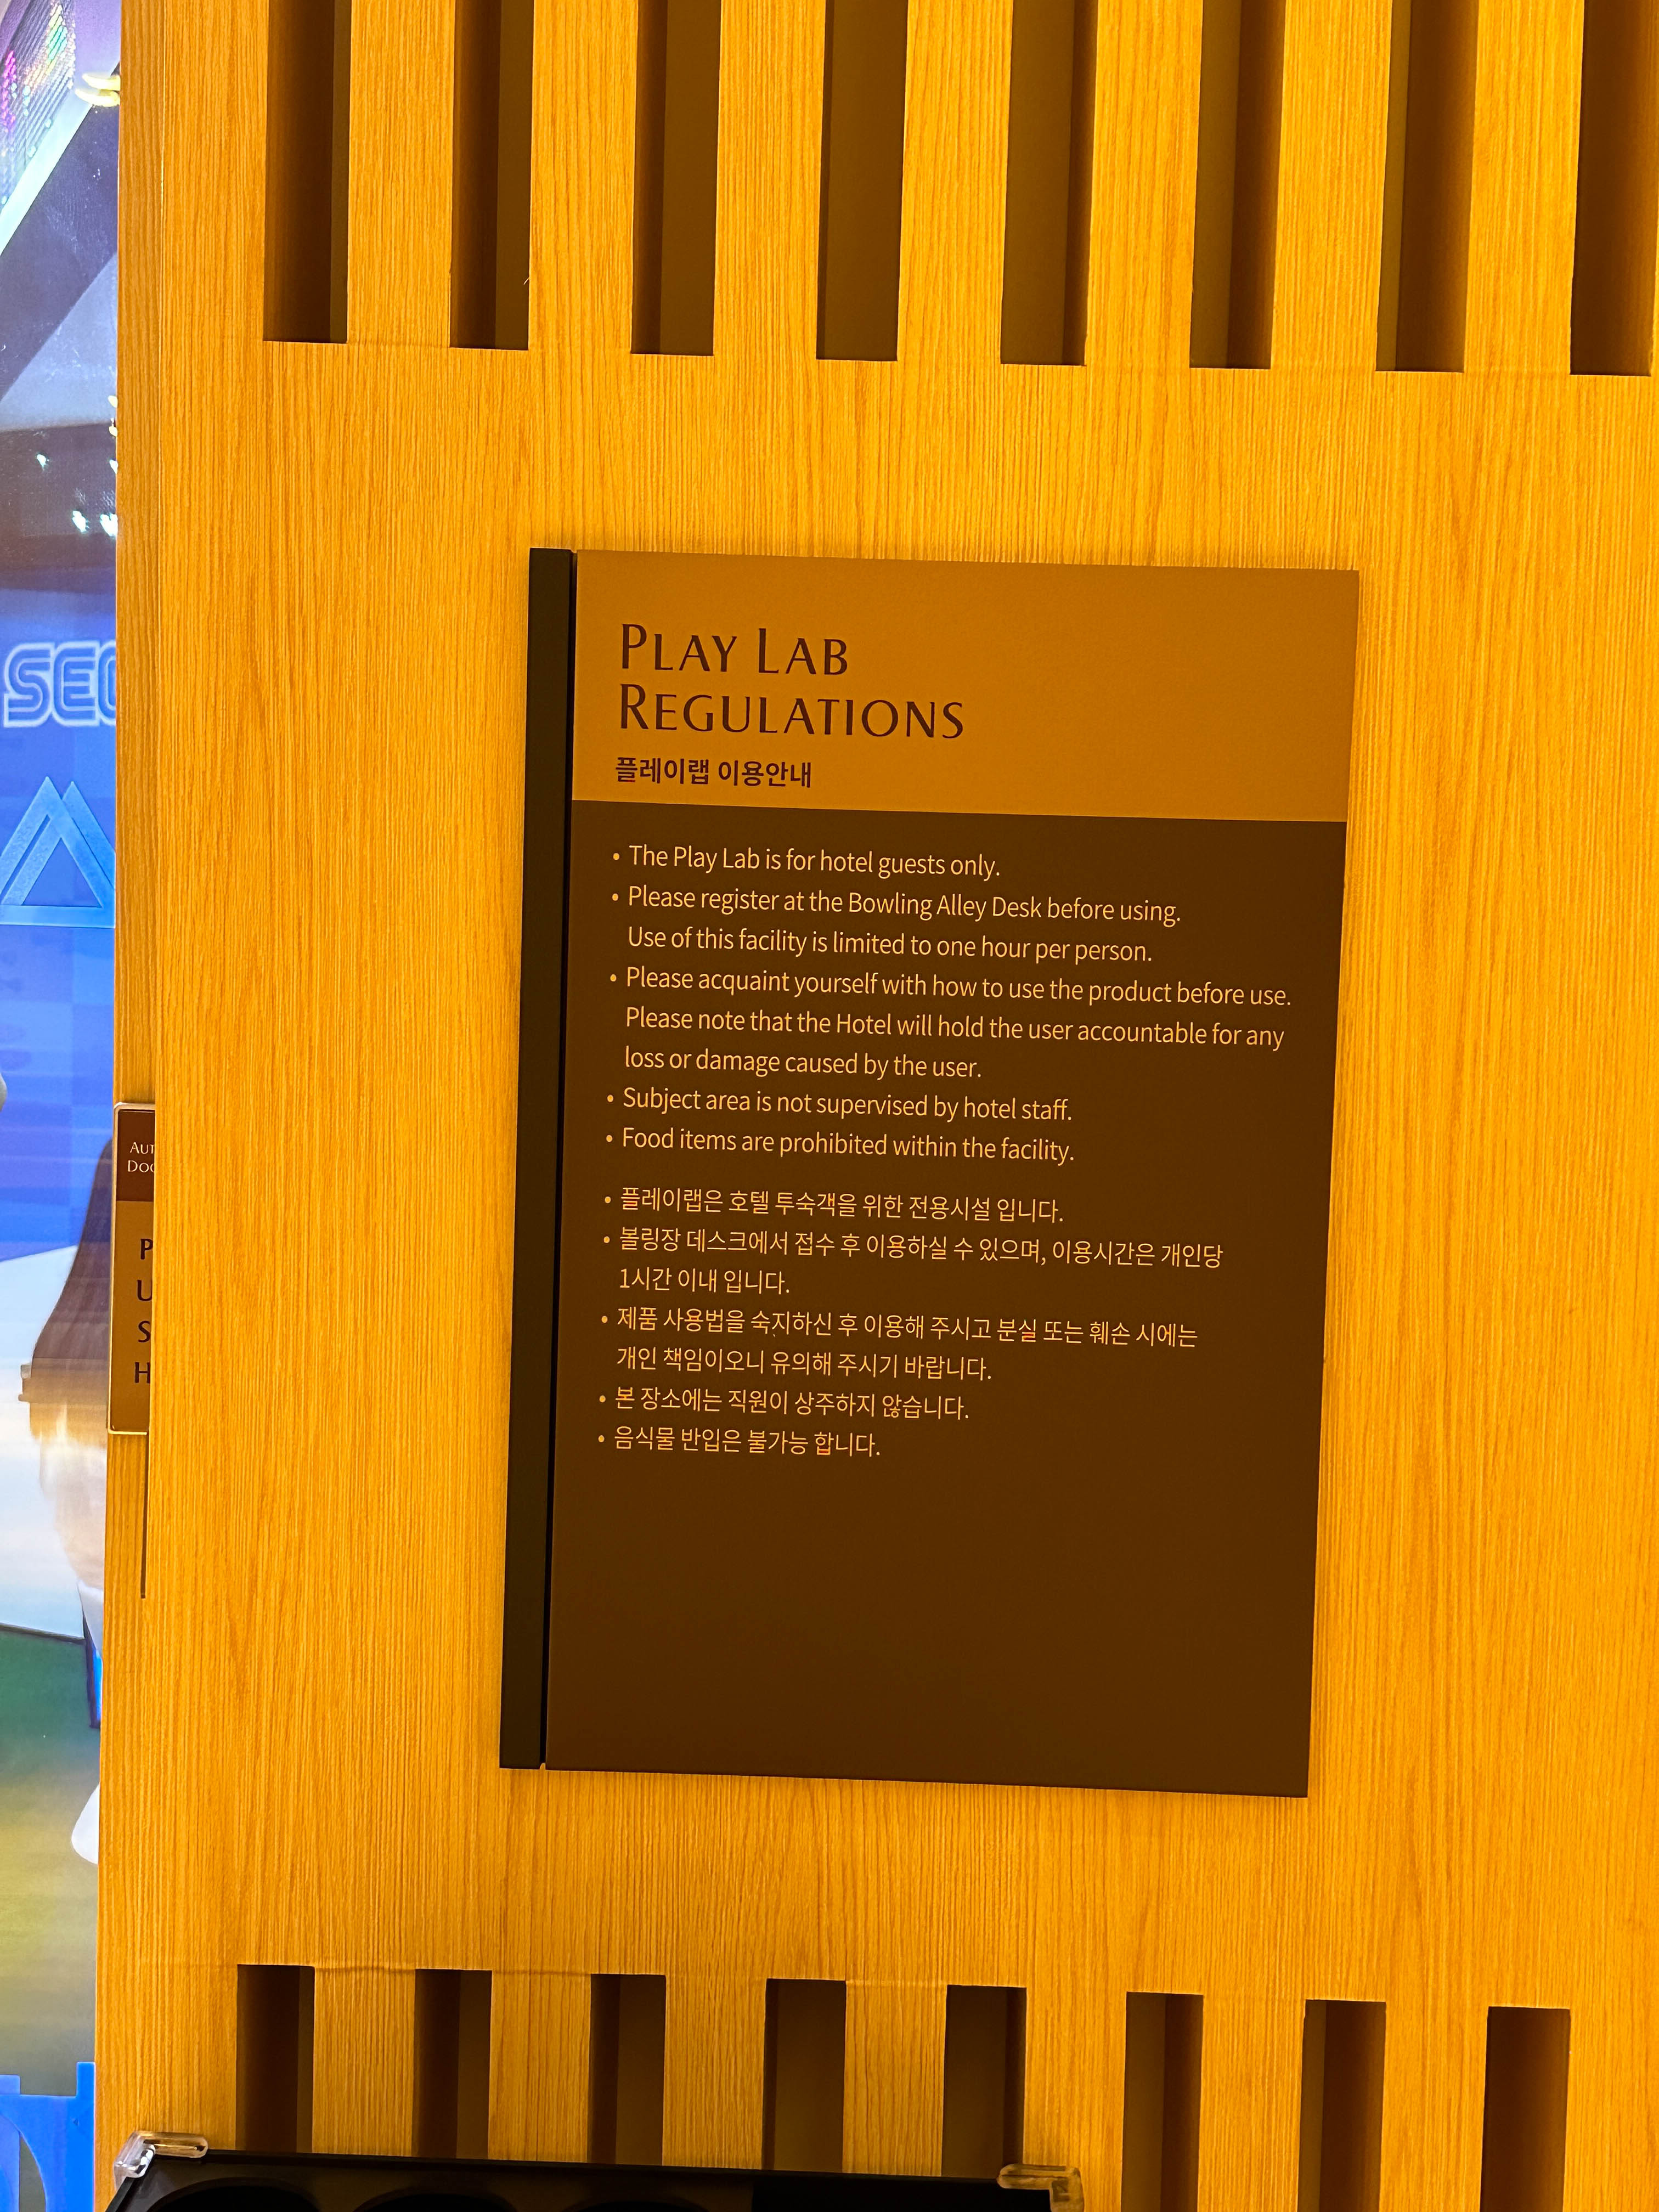 PLAY LAB
REGULATIONS
플레이랩 이용안내
• The Play Lab is for hotel guests only.
• Please register at the Bowling Alley Desk before using.
Use of this facility is limited to one hour per person.
• Please acquaint yourself with how to use the product before use.
Please note that the Hotel will hold the user accountable for any
loss or damage caused by the user.
• Subject area is not supervised by hotel staff.
• Food items are prohibited within the facility.
• 플레이랩은 호텔 투숙객을 위한 전용시설 입니다.
• 볼링장 데스크에서 접수 후 이용하실 수 있으며, 이용시간은 개인당
1시간 이내 입니다.
• 제품 사용법을 숙지하신 후 이용해 주시고 분실 또는 훼손 시에는
개인 책임이오니 유의해 주시기 바랍니다.
• 본 장소에는 직원이 상주하지 않습니다.
• 음식물 반입은 불가능 합니다.